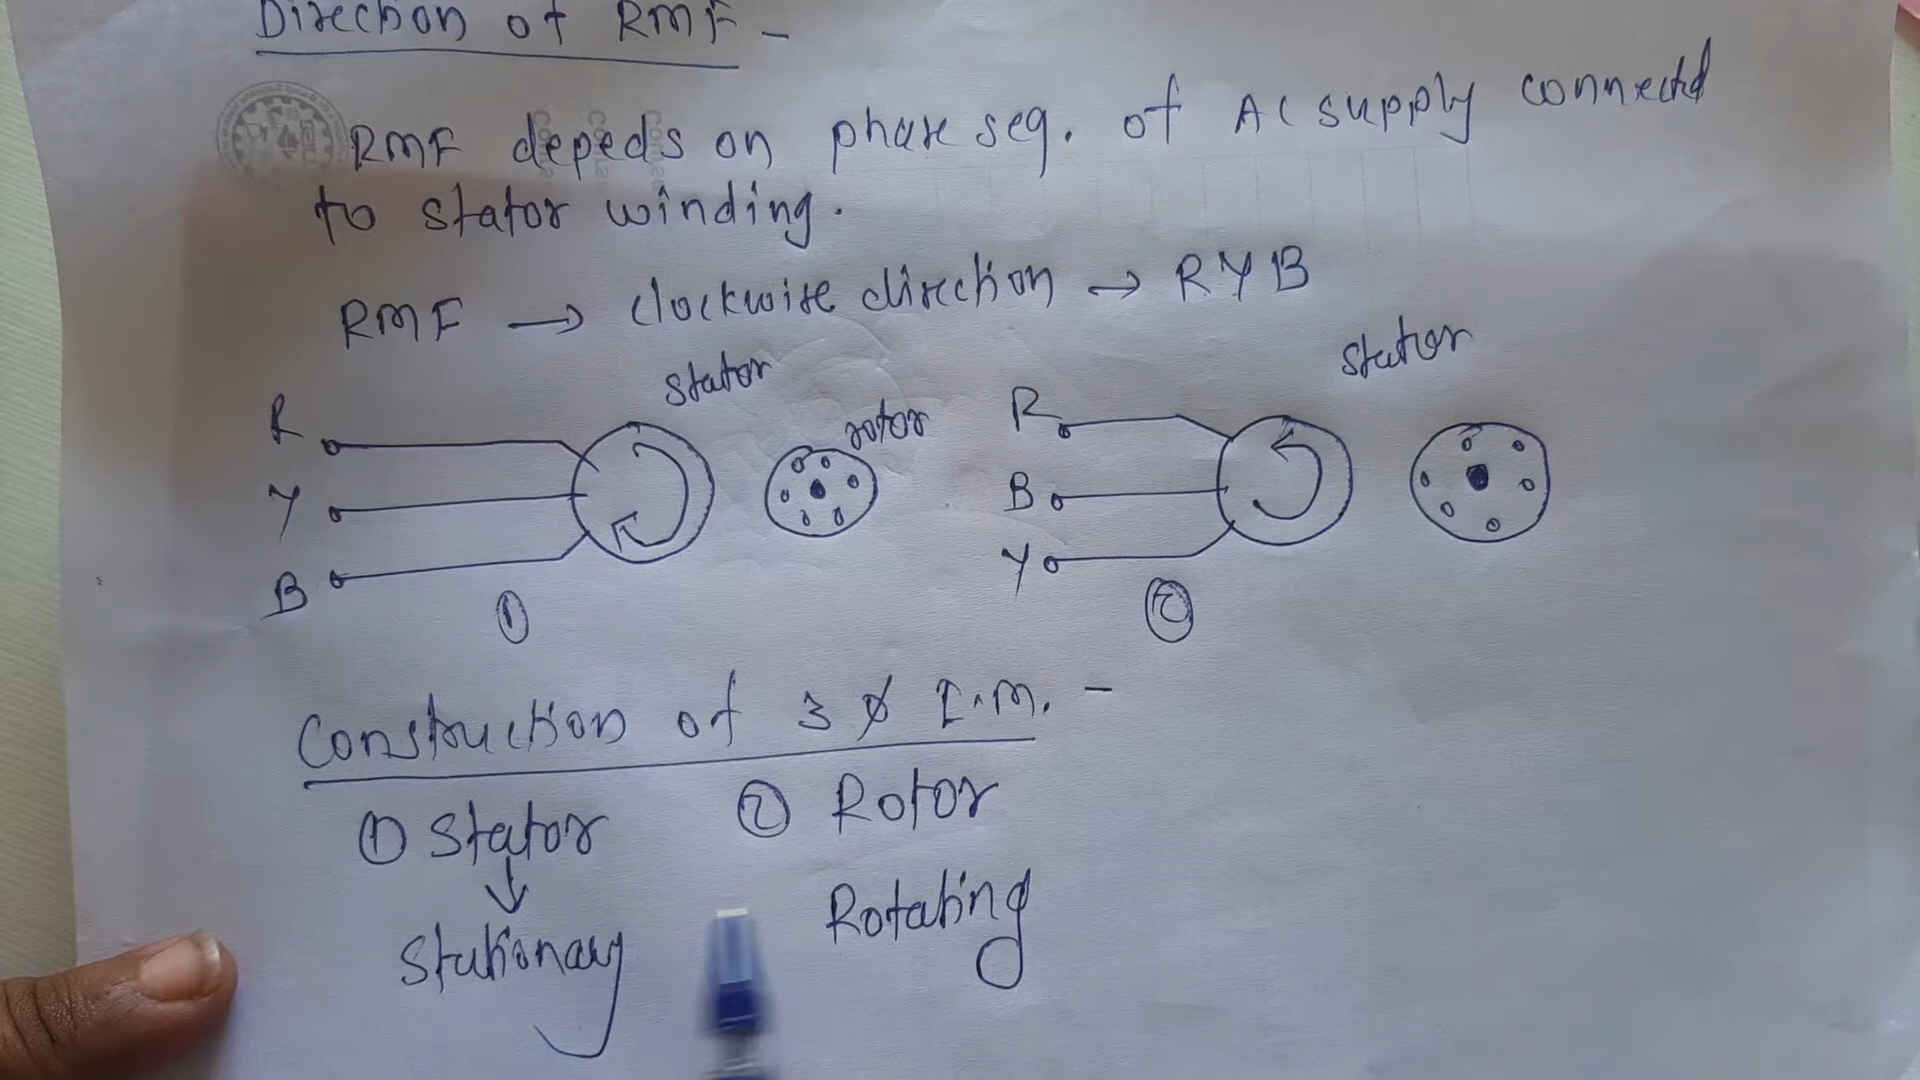 Direction of RMF -
RMF depeds on phase seq. of AC supply connected
to stator winding.
RMF → clockwise direction → RYB
stator
rotor
R
Y
B
①
stator
R
B
Y
②
Construction of 3 ϕ I.M. -
① Stator
② Rotor
↓
Stationary
Rotating